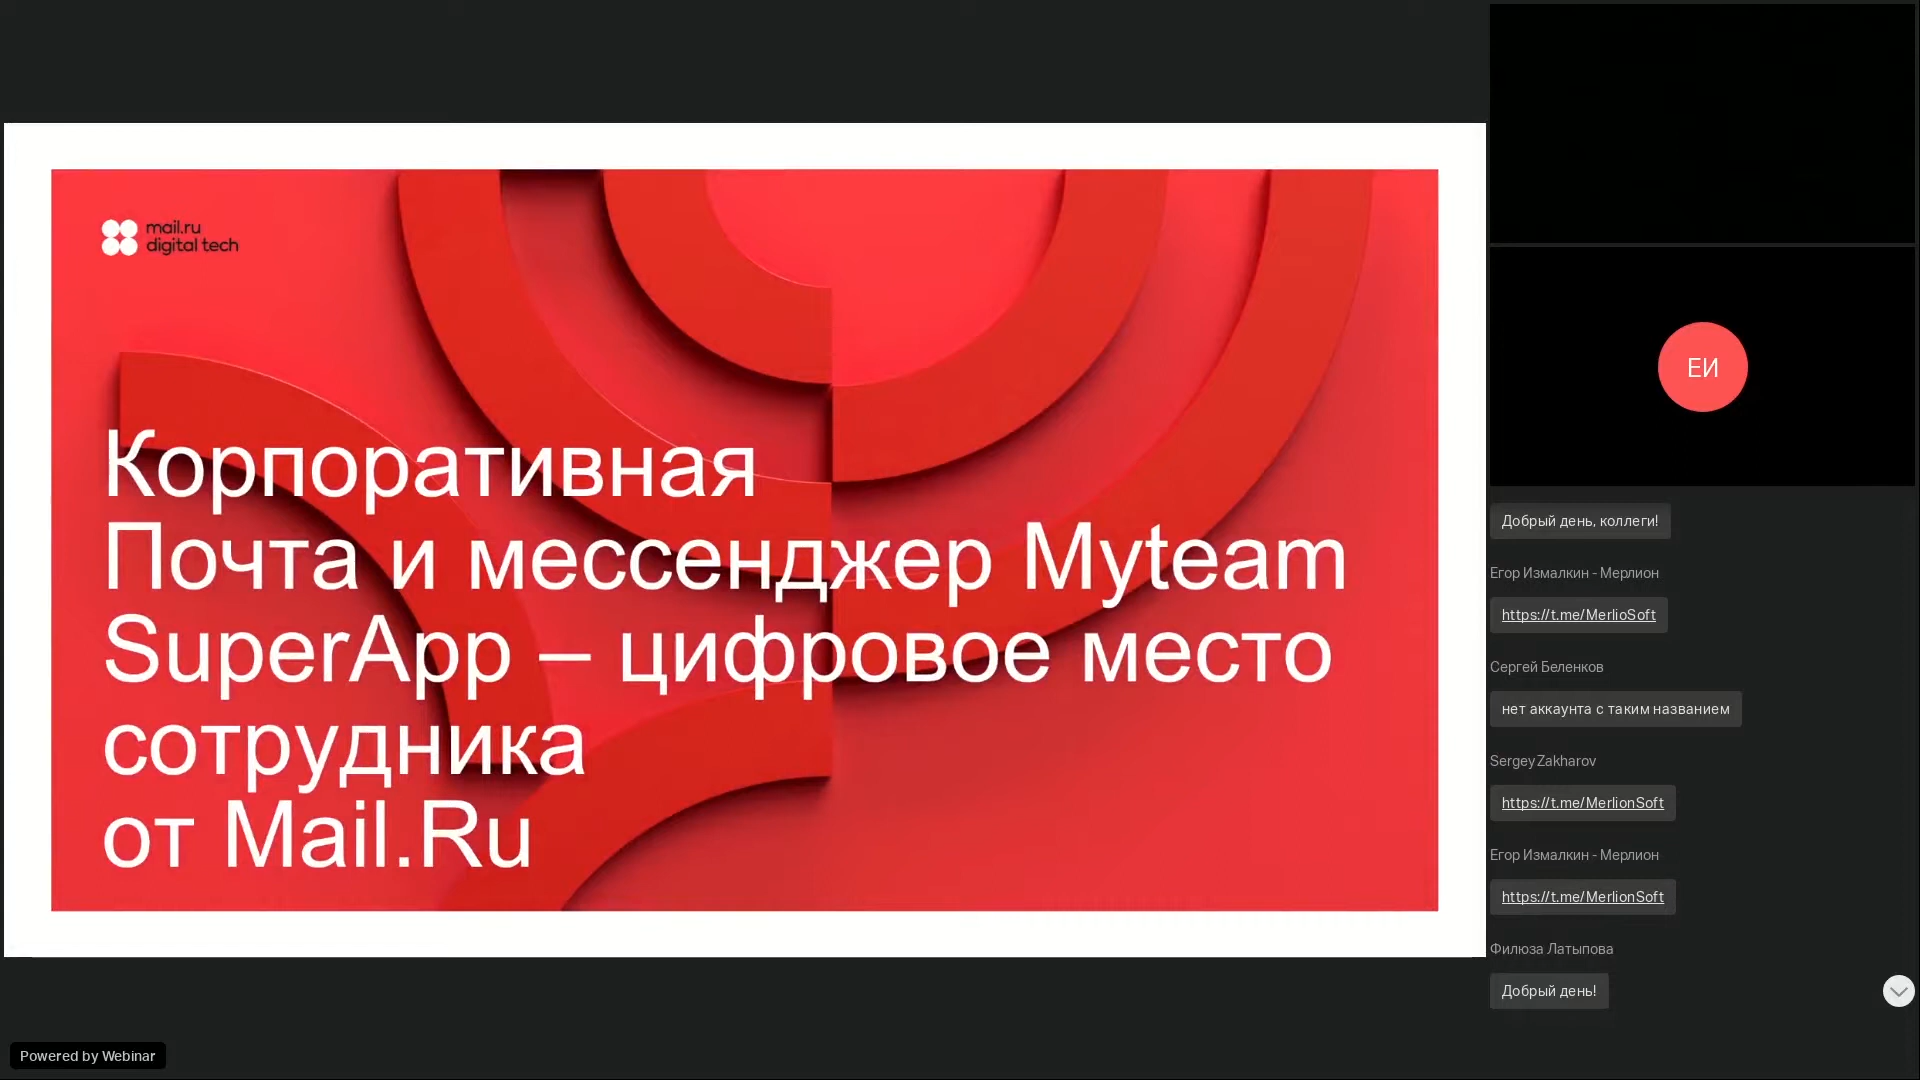 mail.ru
digital tech
Корпоративная
Почта и мессенджер Myteam
SuperApp – цифровое место
сотрудника
от Mail.Ru
ЕИ
Добрый день, коллеги!
Егор Измалкин - Мерлион
https://t.me/MerlioSoft
Сергей Беленков
нет аккаунта с таким названием
Sergey Zakharov
https://t.me/MerlionSoft
Егор Измалкин - Мерлион
https://t.me/MerlionSoft
Филюза Латыпова
Добрый день!
Powered by Webinar